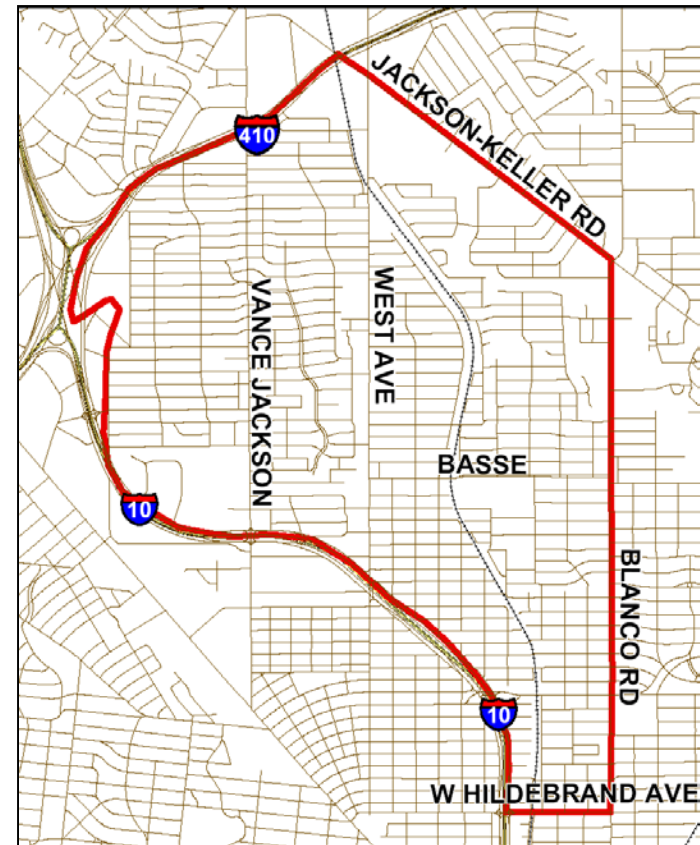 JACKSON-KELLER RD
410
VANCE JACKSON
WEST AVE
BASSE
10
BLANCO RD
10
W HILDEBRAND AVE